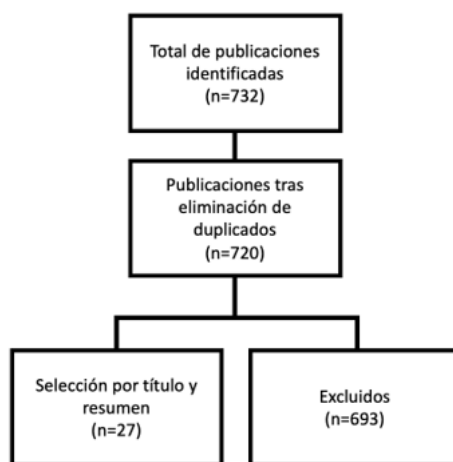 Total de publicaciones
identificadas
(n=732)
Publicaciones tras
eliminación de
duplicados
(n=720)
Selección por título y
resumen
(n=27)
Excluidos
(n=693)